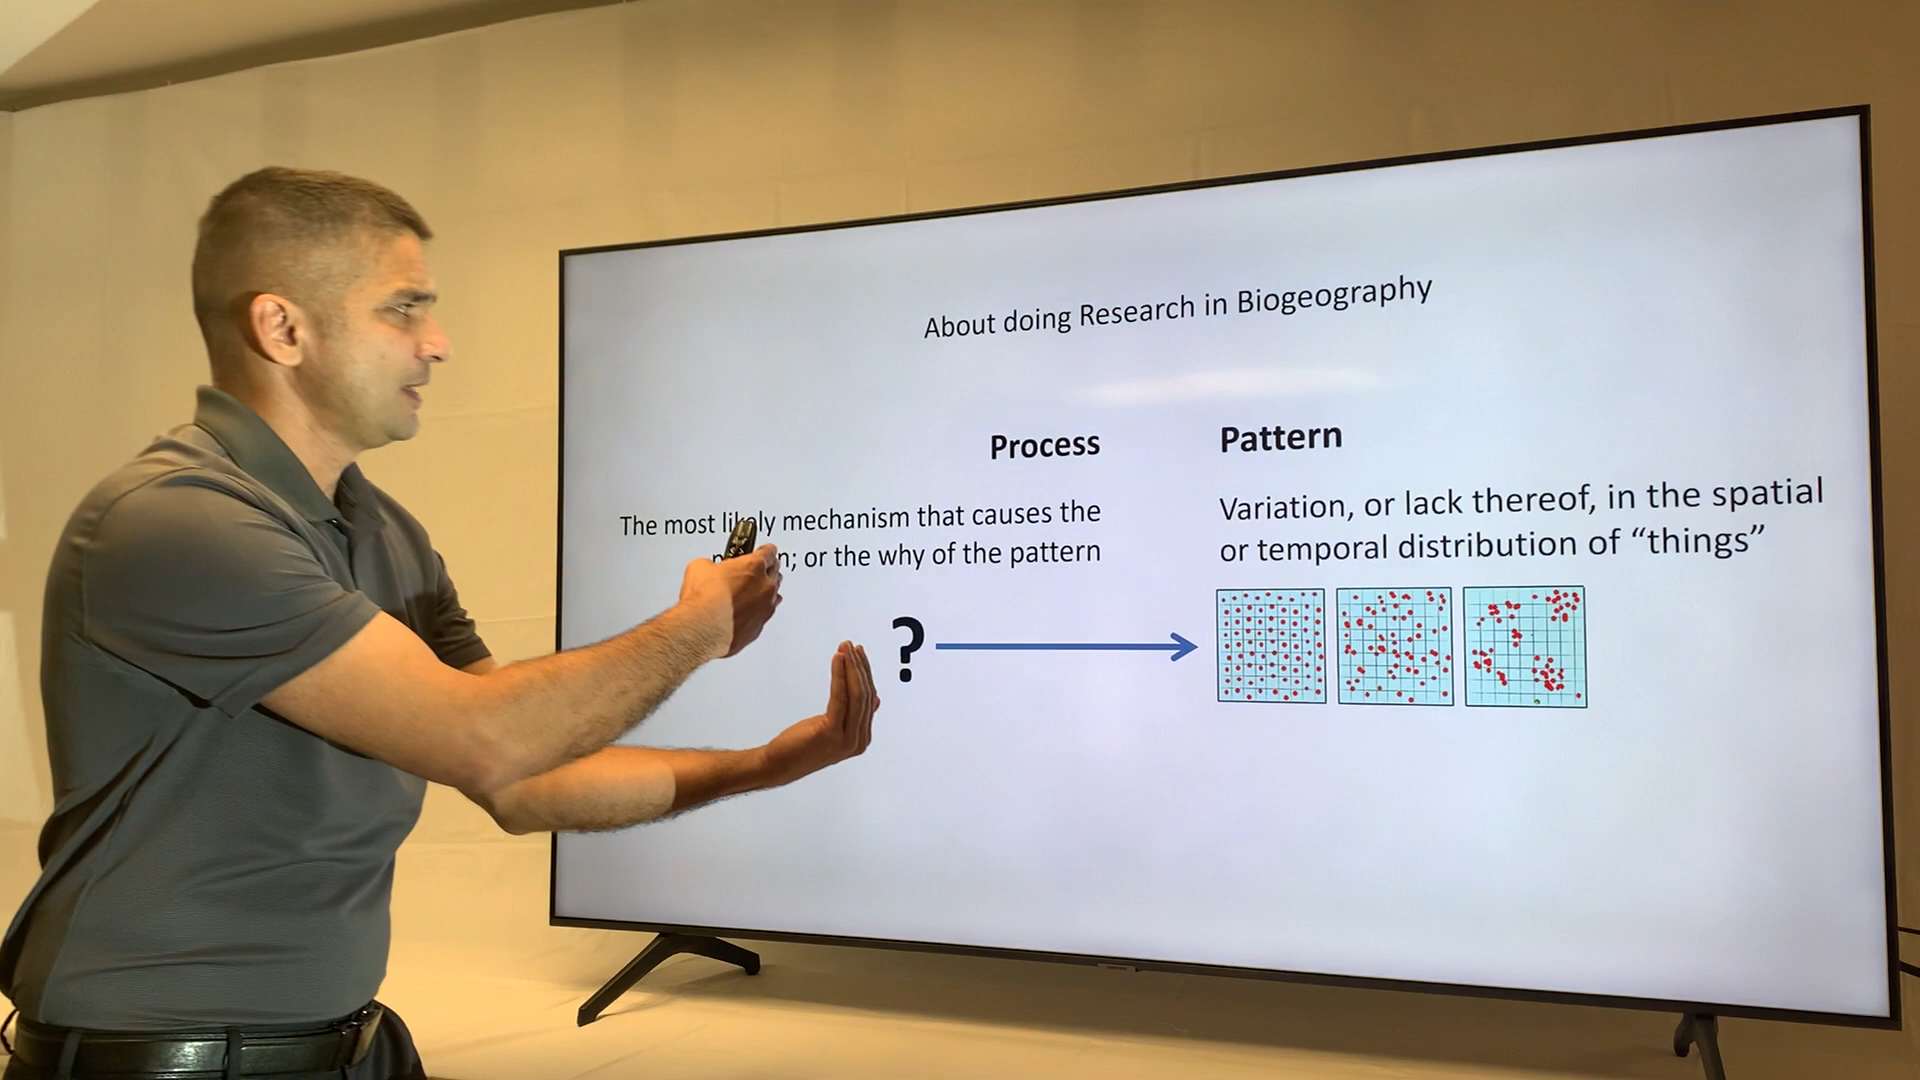 About doing Research in Biogeography
Process
The most likely mechanism that causes the
; or the why of the pattern
Pattern
Variation, or lack thereof, in the spatial
or temporal distribution of “things”
?